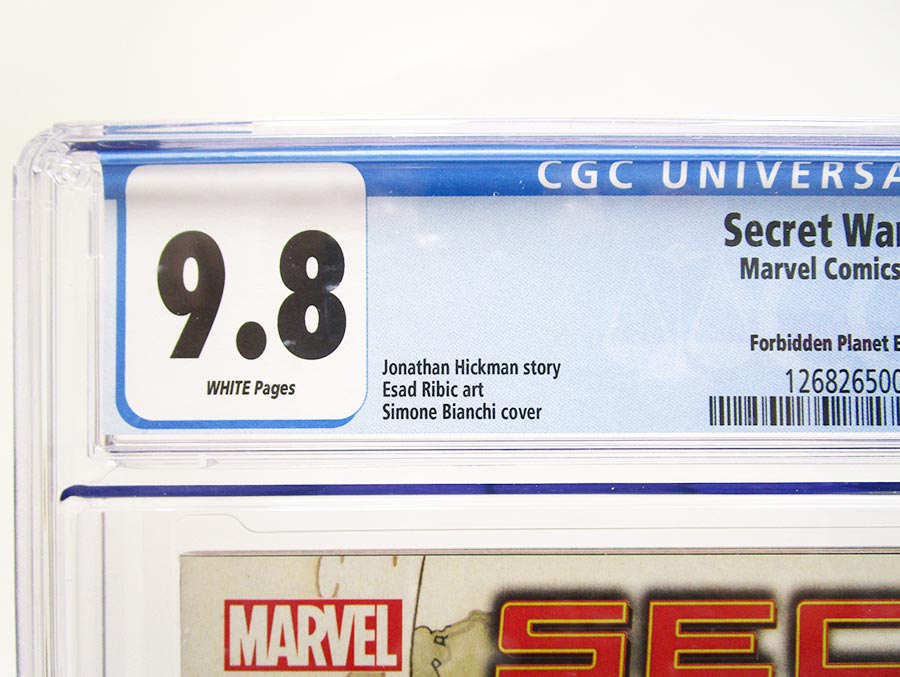 CGC UNIVERSA
9.8
WHITE Pages
Secret War
Marvel Comics
Forbidden Planet E
Jonathan Hickman story
Esad Ribic art
Simone Bianchi cover
126826500
MARVEL
SEC